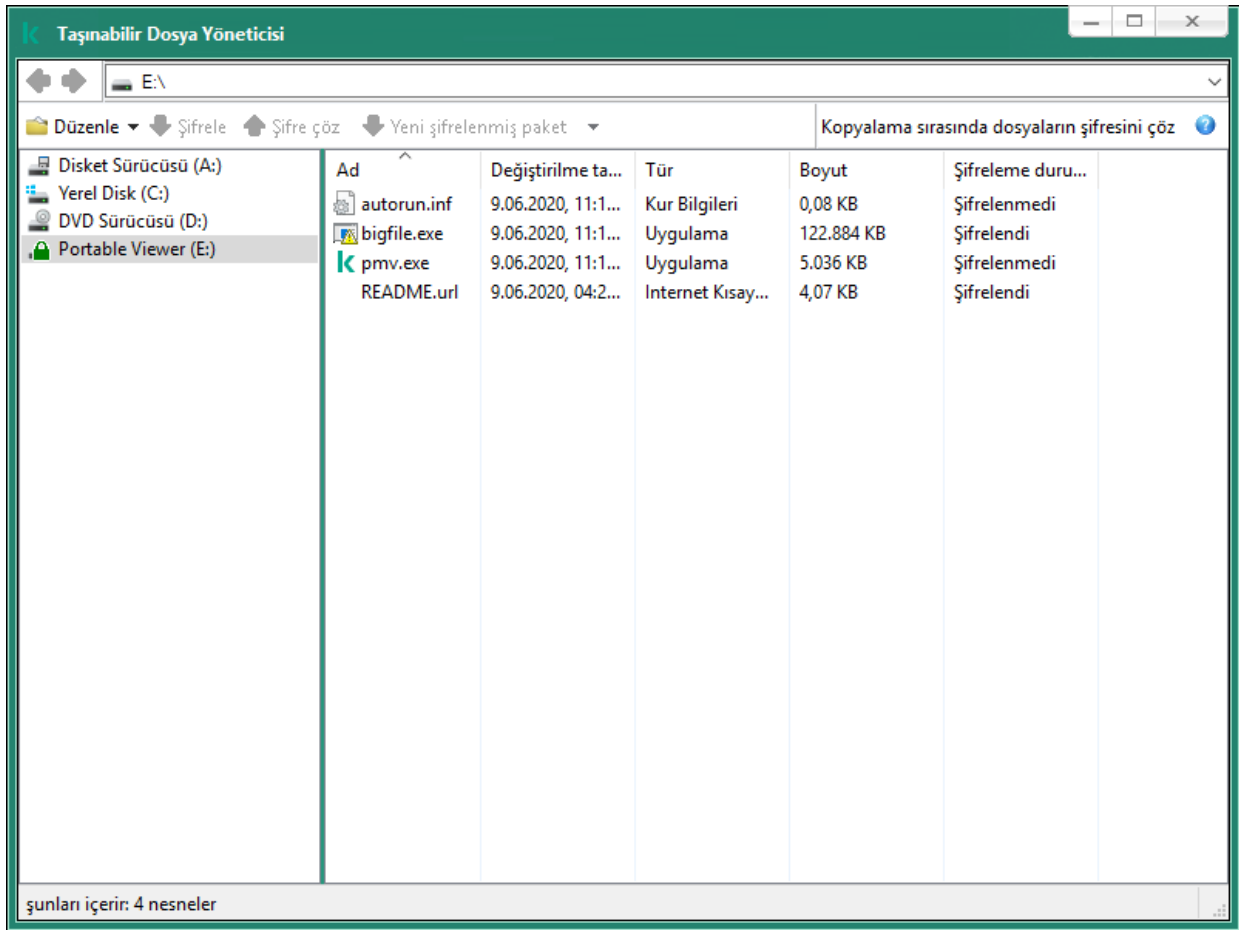 Taşınabilir Dosya Yöneticisi
E:\
Düzenle Şifrele Şifre çöz Yeni şifrelenmiş paket Kopyalama sırasında dosyaların şifresini çöz
Disket Sürücüsü (A:)
Yerel Disk (C:)
DVD Sürücüsü (D:)
Portable Viewer (E:)
Ad Değiştirilme ta... Tür Boyut Şifreleme duru...
autorun.inf 9.06.2020, 11:1... Kur Bilgileri 0,08 KB Şifrelenmedi
bigfile.exe 9.06.2020, 11:1... Uygulama 122.884 KB Şifrelendi
pmv.exe 9.06.2020, 11:1... Uygulama 5.036 KB Şifrelenmedi
README.url 9.06.2020, 04:2... Internet Kısay... 4,07 KB Şifrelendi
şunları içerir: 4 nesneler